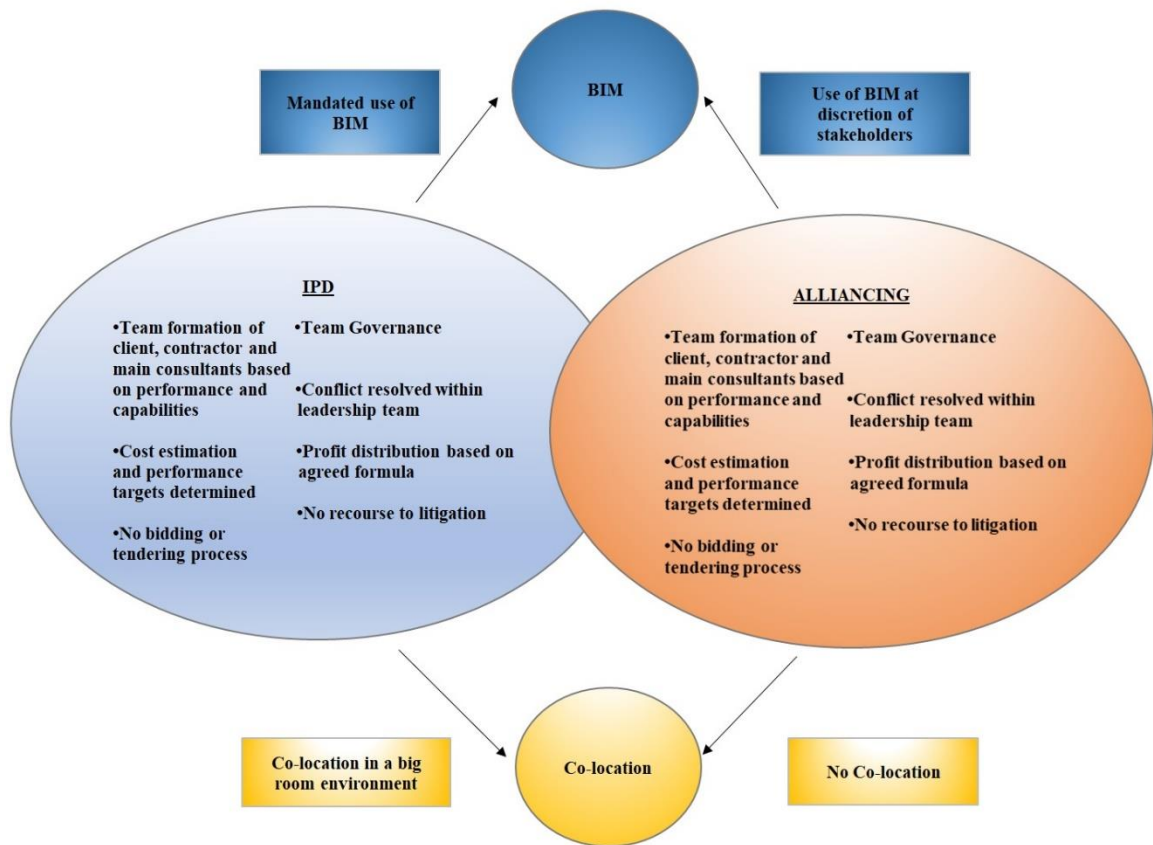 Mandated use of
BIM
BIM
Use of BIM at
discretion of
stakeholders
IPD
•Team formation of
client, contractor and
main consultants based
on performance and
capabilities
•Cost estimation
and performance
targets determined
•No bidding or
tendering process
•Team Governance
•Conflict resolved within
leadership team
•Profit distribution based on
agreed formula
•No recourse to litigation
ALLIANCING
•Team formation of
client, contractor and
main consultants based
on performance and
capabilities
•Cost estimation
and performance
targets determined
•No bidding or
tendering process
•Team Governance
•Conflict resolved within
leadership team
•Profit distribution based on
agreed formula
•No recourse to litigation
Co-location in a big
room environment
Co-location
No Co-location